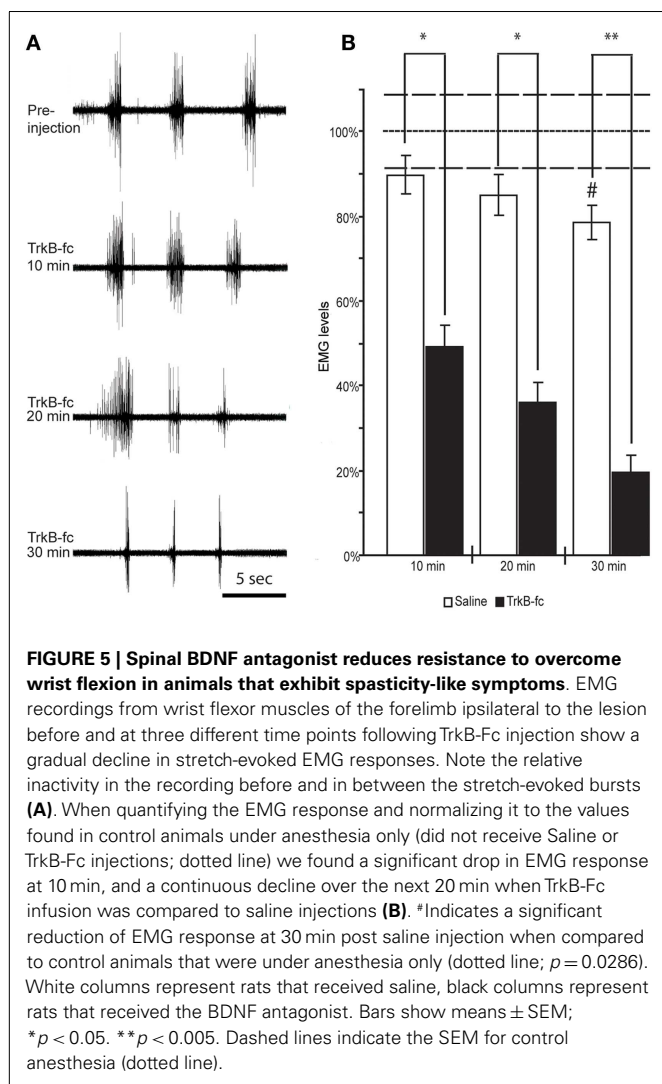 A
Pre-
injection
TrkB-fc
10 min
TrkB-fc
20 min
TrkB-fc
30 min
5 sec
B
* * **
100%
#
80%
60%
EMG levels
40%
20%
0%
10 min 20 min 30 min
Saline TrkB-fc
FIGURE 5 | Spinal BDNF antagonist reduces resistance to overcome
wrist flexion in animals that exhibit spasticity-like symptoms. EMG
recordings from wrist flexor muscles of the forelimb ipsilateral to the lesion
before and at three different time points following TrkB-Fc injection show a
gradual decline in stretch-evoked EMG responses. Note the relative
inactivity in the recording before and in between the stretch-evoked bursts
(A). When quantifying the EMG response and normalizing it to the values
found in control animals under anesthesia only (did not receive Saline or
TrkB-Fc injections; dotted line) we found a significant drop in EMG response
at 10 min, and a continuous decline over the next 20 min when TrkB-Fc
infusion was compared to saline injections (B). #Indicates a significant
reduction of EMG response at 30 min post saline injection when compared
to control animals that were under anesthesia only (dotted line; p = 0.0286).
White columns represent rats that received saline, black columns represent
rats that received the BDNF antagonist. Bars show means ± SEM;
*p < 0.05. **p < 0.005. Dashed lines indicate the SEM for control
anesthesia (dotted line).